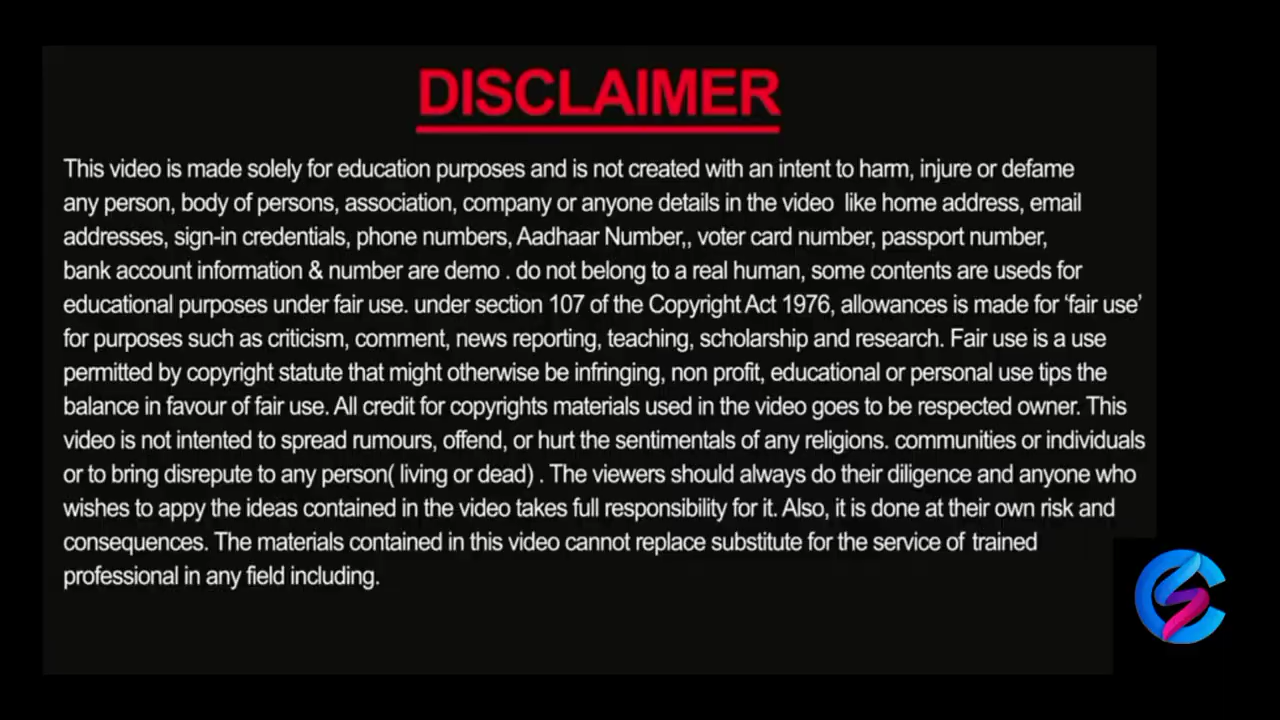 DISCLAIMER
This video is made solely for education purposes and is not created with an intent to harm, injure or defame
any person, body of persons, association, company or anyone details in the video like home address, email
addresses, sign-in credentials, phone numbers, Aadhaar Number,, voter card number, passport number,
bank account information & number are demo . do not belong to a real human, some contents are useds for
educational purposes under fair use. under section 107 of the Copyright Act 1976, allowances is made for ‘fair use’
for purposes such as criticism, comment, news reporting, teaching, scholarship and research. Fair use is a use
permitted by copyright statute that might otherwise be infringing, non profit, educational or personal use tips the
balance in favour of fair use. All credit for copyrights materials used in the video goes to be respected owner. This
video is not intented to spread rumours, offend, or hurt the sentimentals of any religions. communities or individuals
or to bring disrepute to any person( living or dead) . The viewers should always do their diligence and anyone who
wishes to appy the ideas contained in the video takes full responsibility for it. Also, it is done at their own risk and
consequences. The materials contained in this video cannot replace substitute for the service of trained
professional in any field including.